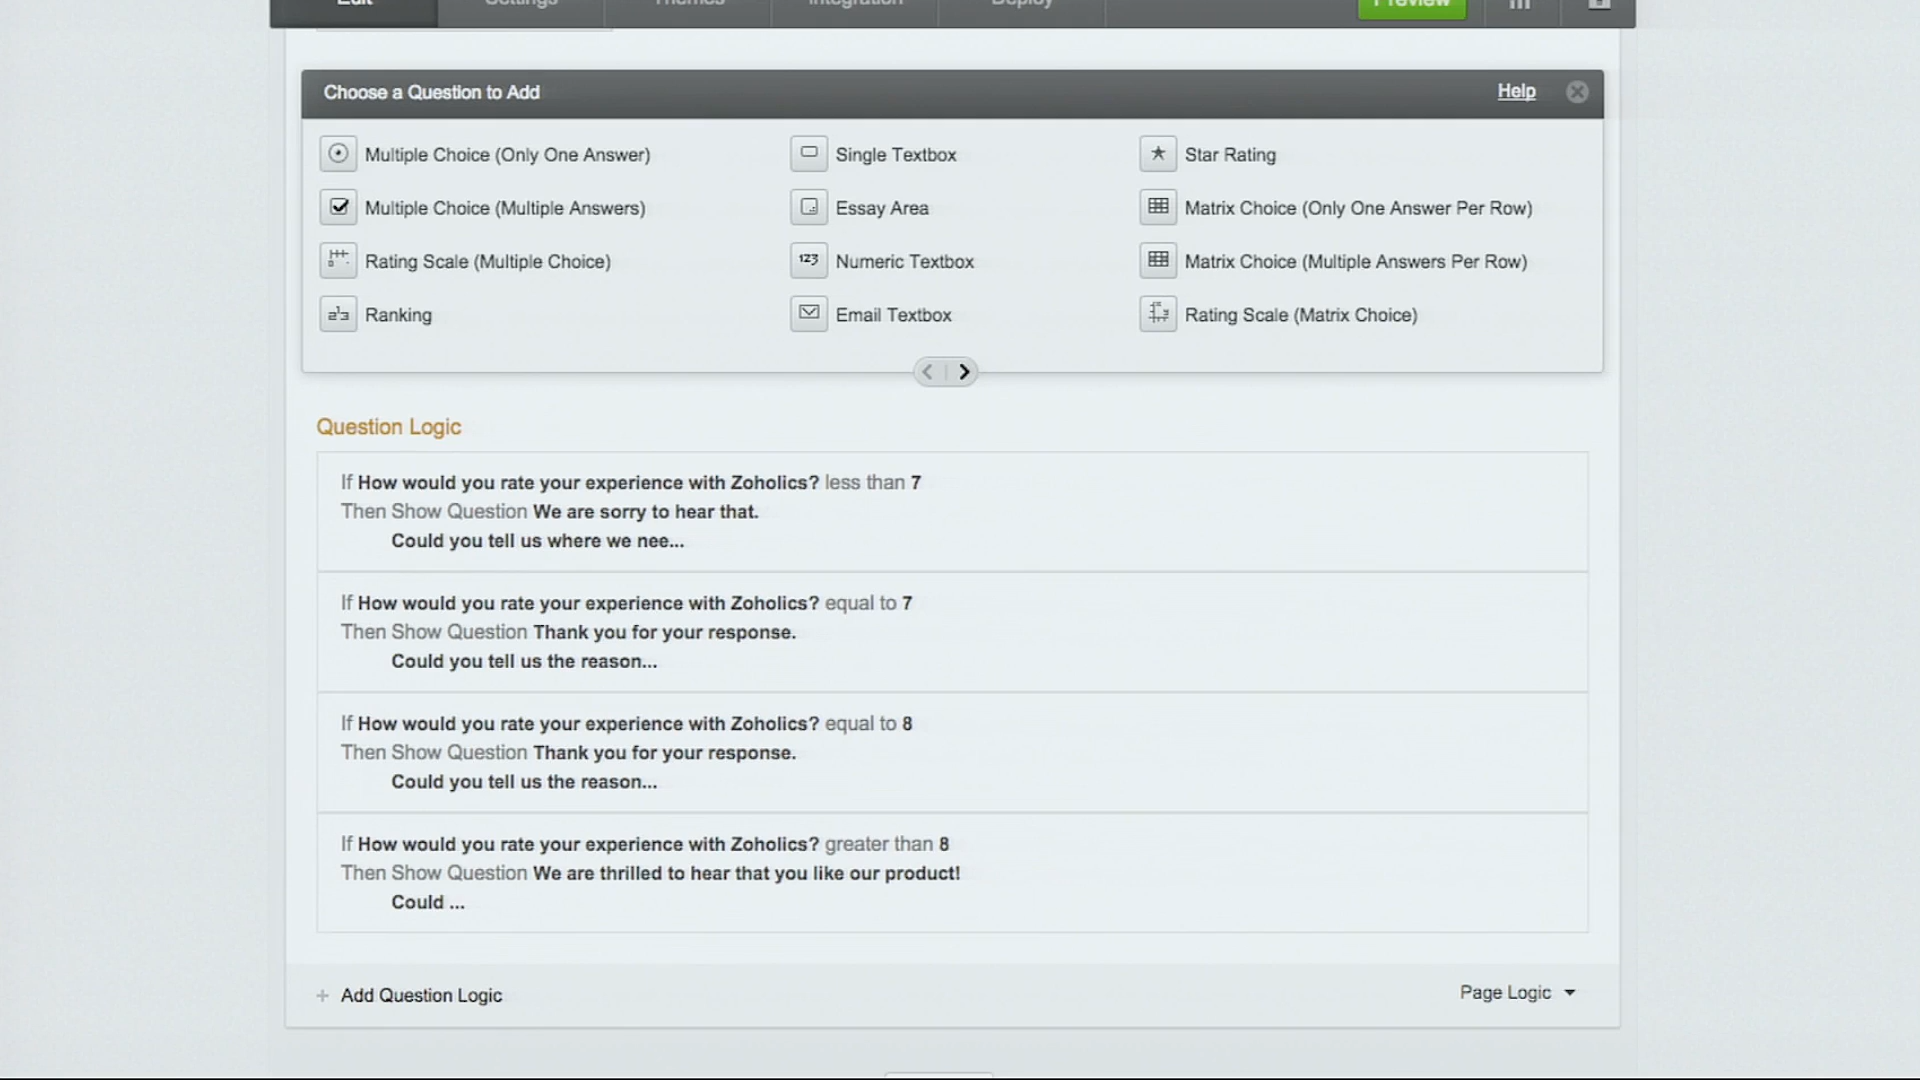 Edit Settings Themes Integration Deploy Preview
Choose a Question to Add Help
Multiple Choice (Only One Answer) Single Textbox Star Rating
Multiple Choice (Multiple Answers) Essay Area Matrix Choice (Only One Answer Per Row)
Rating Scale (Multiple Choice) 123 Numeric Textbox Matrix Choice (Multiple Answers Per Row)
Ranking Email Textbox Rating Scale (Matrix Choice)
Question Logic
If How would you rate your experience with Zoholics? less than 7
Then Show Question We are sorry to hear that.
Could you tell us where we nee...
If How would you rate your experience with Zoholics? equal to 7
Then Show Question Thank you for your response.
Could you tell us the reason...
If How would you rate your experience with Zoholics? equal to 8
Then Show Question Thank you for your response.
Could you tell us the reason...
If How would you rate your experience with Zoholics? greater than 8
Then Show Question We are thrilled to hear that you like our product!
Could ...
+ Add Question Logic Page Logic